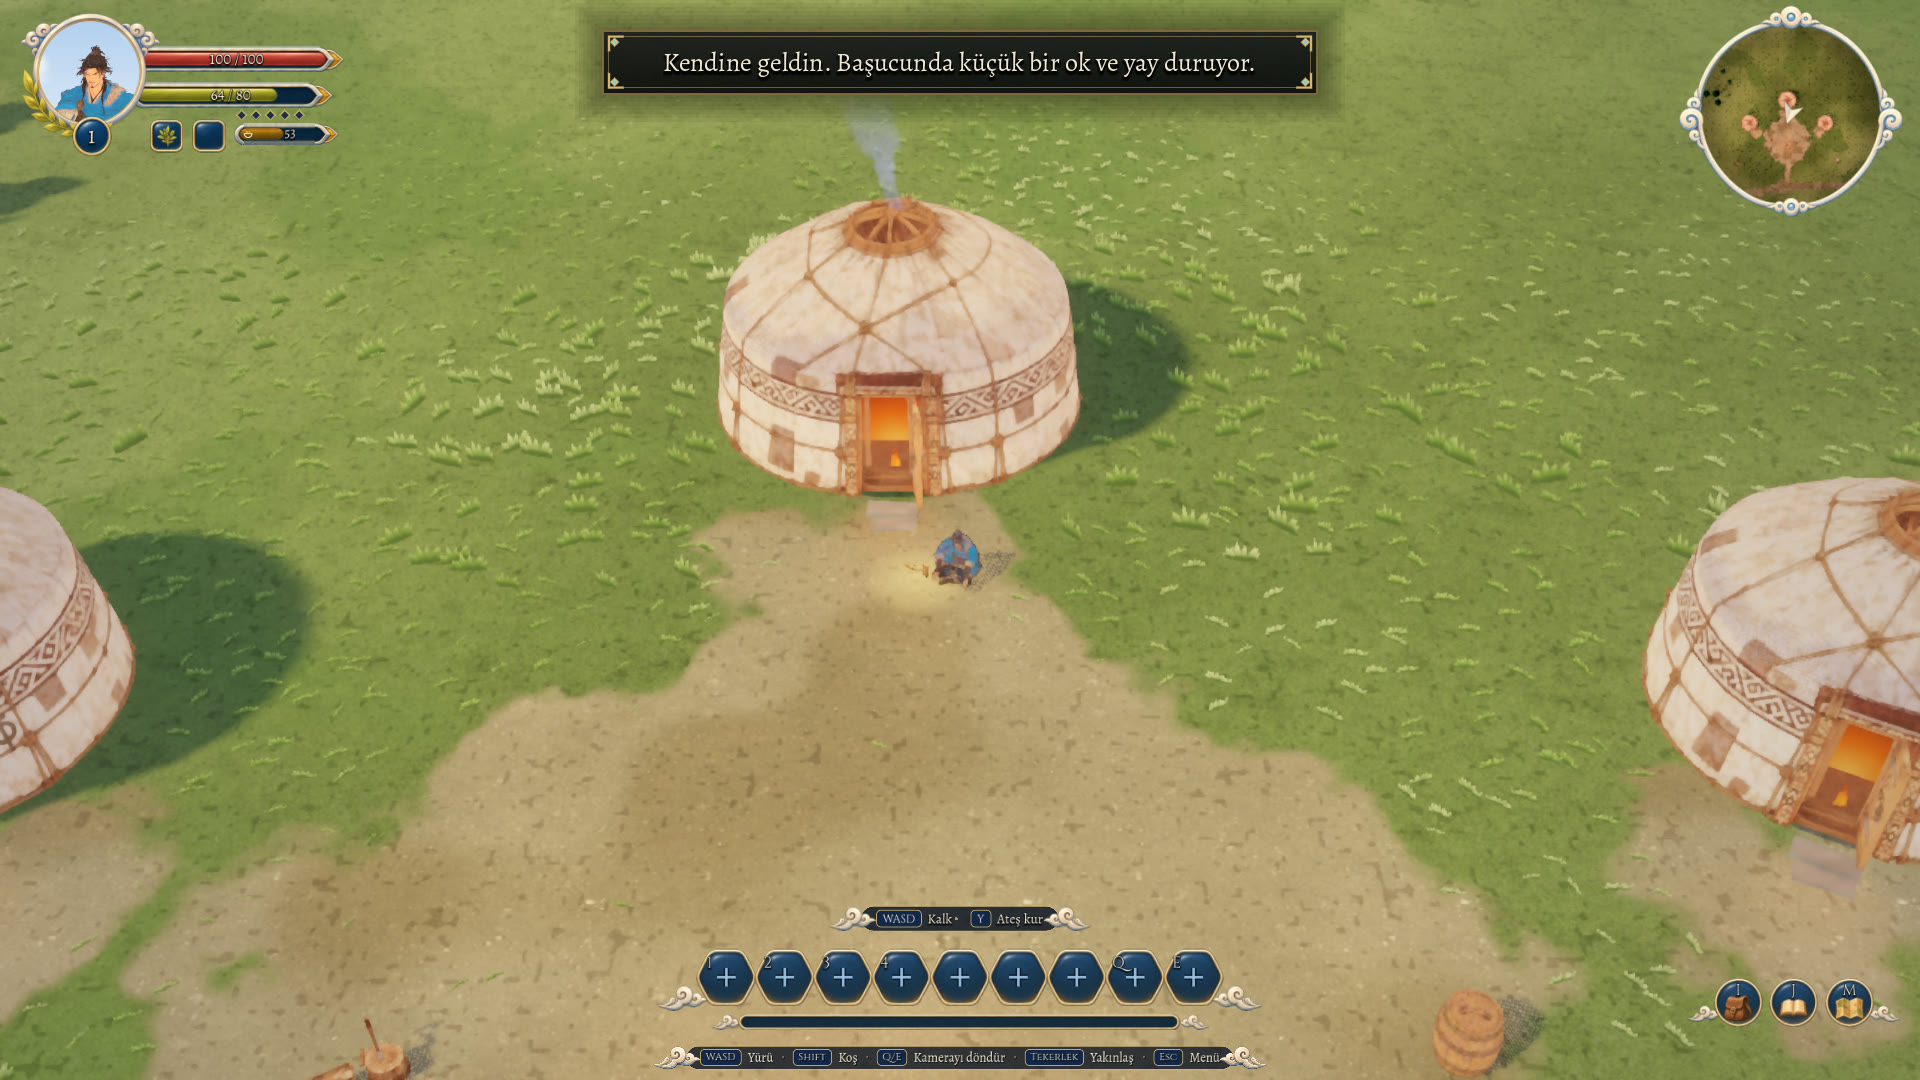 Kendine geldin. Başucunda küçük bir ok ve yay duruyor.
100 / 100
64 / 80
53
1
WASD Kalk · Y Ateş kur
1 2 3 4 Q E
I J M
WASD Yürü · SHIFT Koş · Q/E Kamerayı döndür · TEKERLEK Yakınlaş · ESC Menü